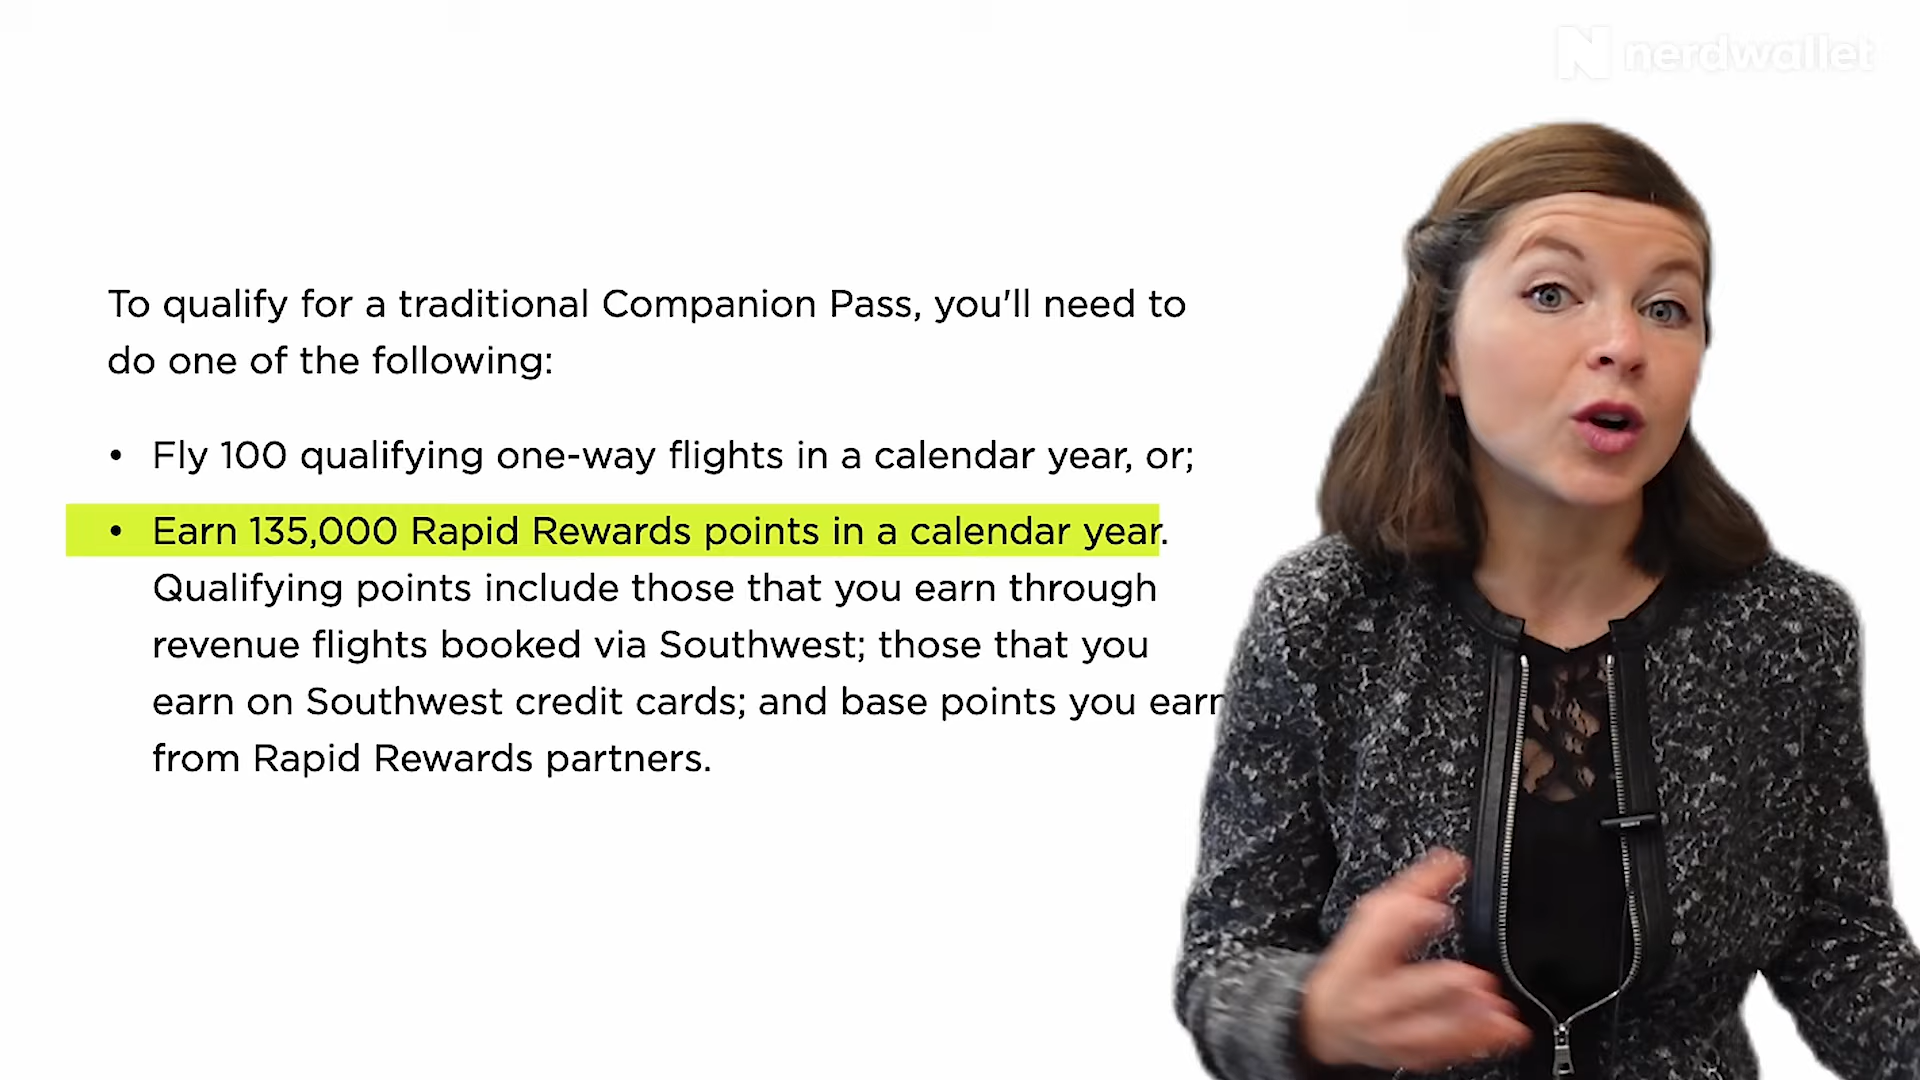 nerdwallet
To qualify for a traditional Companion Pass, you'll need to
do one of the following:
• Fly 100 qualifying one-way flights in a calendar year, or;
• Earn 135,000 Rapid Rewards points in a calendar year.
Qualifying points include those that you earn through
revenue flights booked via Southwest; those that you
earn on Southwest credit cards; and base points you earn
from Rapid Rewards partners.